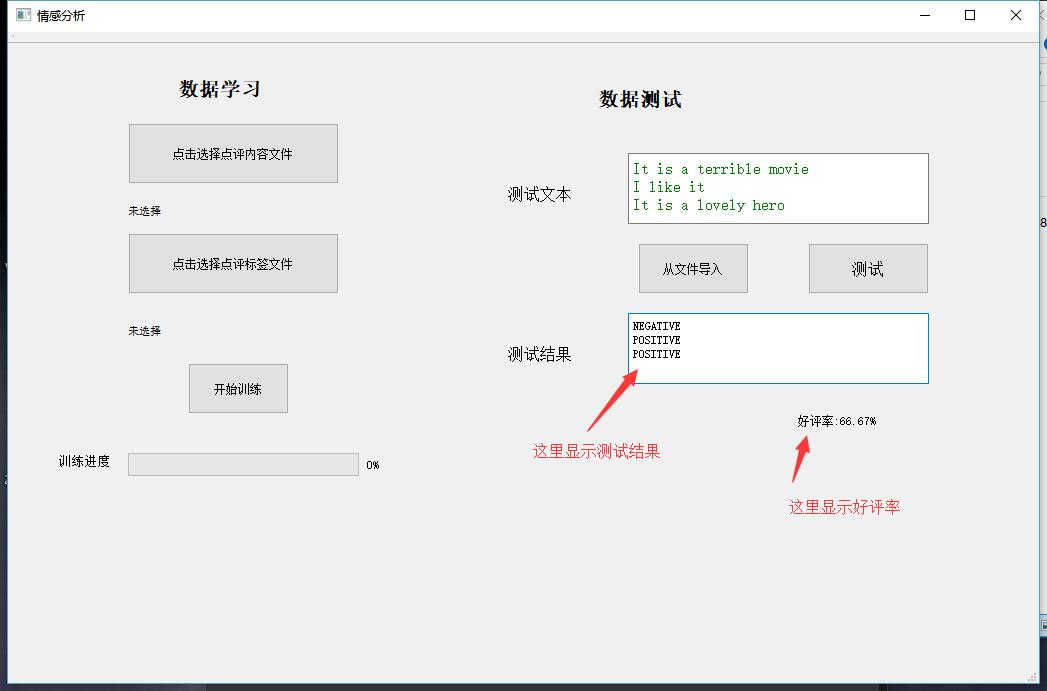 情感分析
数据学习
点击选择点评内容文件
未选择
点击选择点评标签文件
未选择
开始训练
训练进度
0%
数据测试
测试文本
It is a terrible movie
I like it
It is a lovely hero
从文件导入
测试
测试结果
NEGATIVE
POSITIVE
POSITIVE
好评率:66.67%
这里显示测试结果
这里显示好评率
8